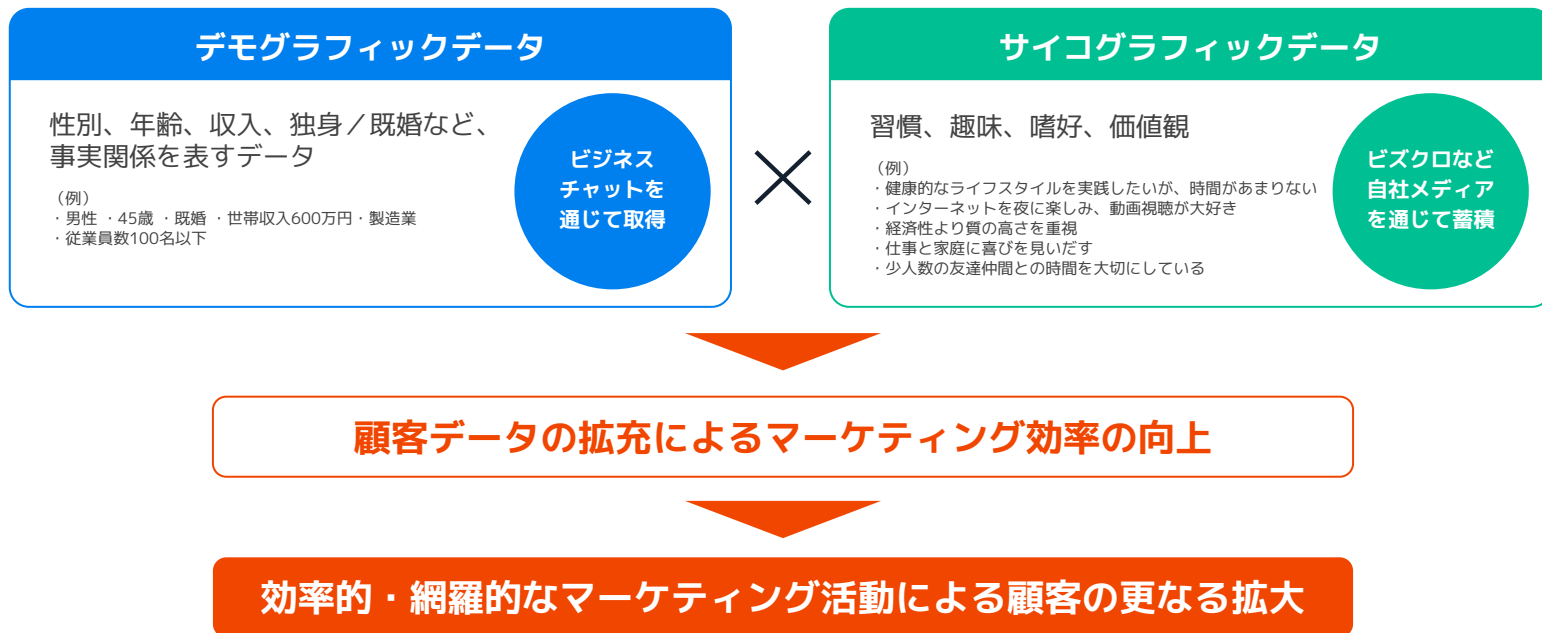 デモグラフィックデータ
性別、年齢、収入、独身／既婚など、
事実関係を表すデータ
（例）
・男性 ・45歳 ・既婚 ・世帯収入600万円・製造業
・従業員数100名以下
ビジネス
チャットを
通じて取得
サイコグラフィックデータ
習慣、趣味、嗜好、価値観
（例）
・健康的なライフスタイルを実践したいが、時間があまりない
・インターネットを夜に楽しみ、動画視聴が大好き
・経済性より質の高さを重視
・仕事と家庭に喜びを見いだす
・少人数の友達仲間との時間を大切にしている
ビズクロなど
自社メディア
を通じて蓄積
顧客データの拡充によるマーケティング効率の向上
効率的・網羅的なマーケティング活動による顧客の更なる拡大